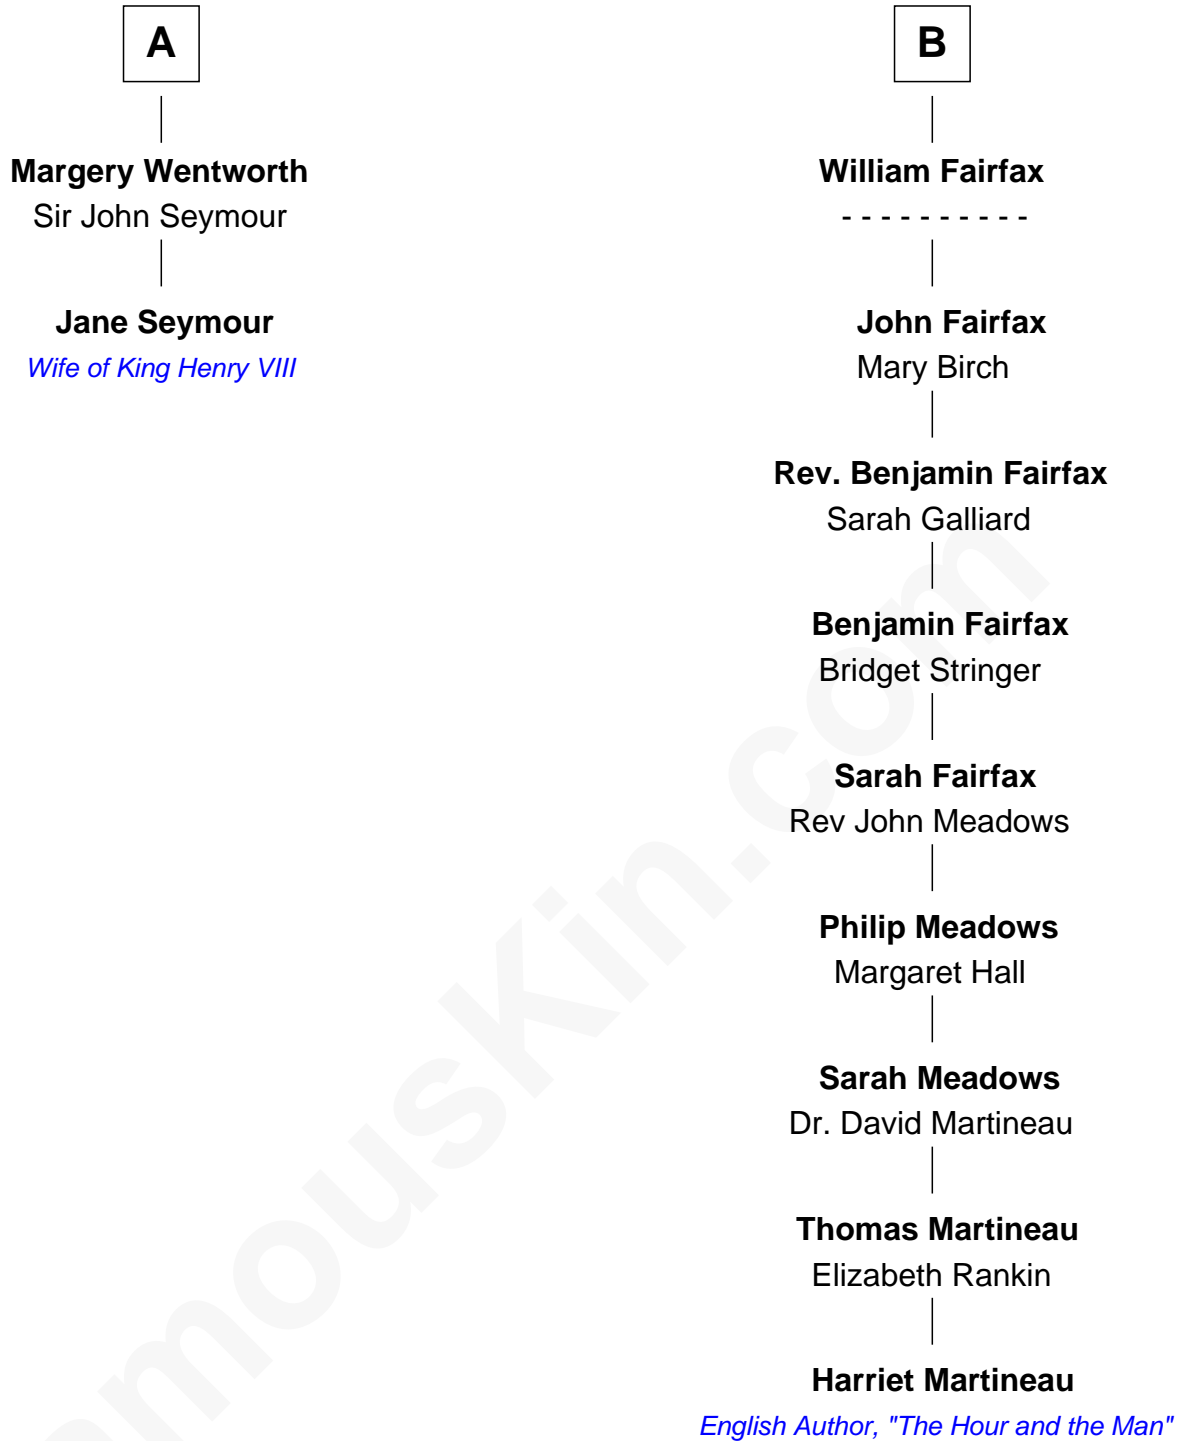 A
Margery Wentworth
Sir John Seymour
Jane Seymour
Wife of King Henry VIII
B
William Fairfax
- - - - - - - - - -
John Fairfax
Mary Birch
Rev. Benjamin Fairfax
Sarah Galliard
Benjamin Fairfax
Bridget Stringer
Sarah Fairfax
Rev John Meadows
Philip Meadows
Margaret Hall
Sarah Meadows
Dr. David Martineau
Thomas Martineau
Elizabeth Rankin
Harriet Martineau
English Author, "The Hour and the Man"
amouskin.com